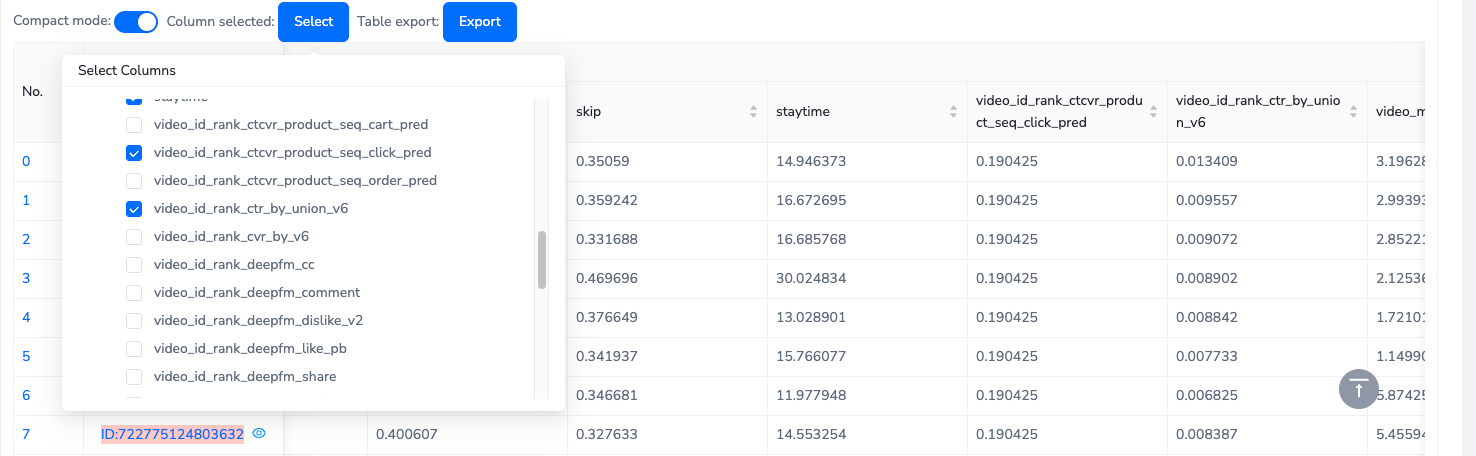 Compact mode: Column selected: Select Table export: Export
Select Columns
staytime
video_id_rank_ctcvr_product_seq_cart_pred
video_id_rank_ctcvr_product_seq_click_pred
video_id_rank_ctcvr_product_seq_order_pred
video_id_rank_ctr_by_union_v6
video_id_rank_cvr_by_v6
video_id_rank_deepfm_cc
video_id_rank_deepfm_comment
video_id_rank_deepfm_dislike_v2
video_id_rank_deepfm_like_pb
video_id_rank_deepfm_share
No. skip staytime video_id_rank_ctcvr_produ video_id_rank_ctr_by_unio video_m
ct_seq_click_pred n_v6
0 0.35059 14.946373 0.190425 0.013409 3.19628
1 0.359242 16.672695 0.190425 0.009557 2.99393
2 0.331688 16.685768 0.190425 0.009072 2.85221
3 0.469696 30.024834 0.190425 0.008902 2.12536
4 0.376649 13.028901 0.190425 0.008842 1.72101
5 0.341937 15.766077 0.190425 0.007733 1.14990
6 0.346681 11.977948 0.190425 0.006825 5.87425
7 ID:722775124803632 0.400607 0.327633 14.553254 0.190425 0.008387 5.45594